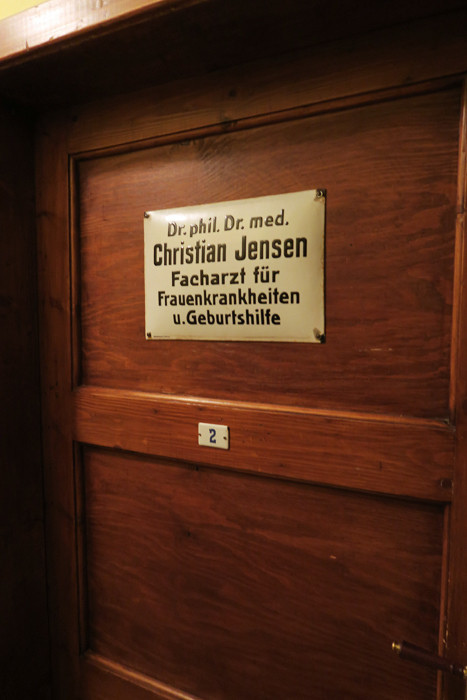 Dr. phil. Dr. med.
Christian Jensen
Facharzt für
Frauenkrankheiten
u. Geburtshilfe
2